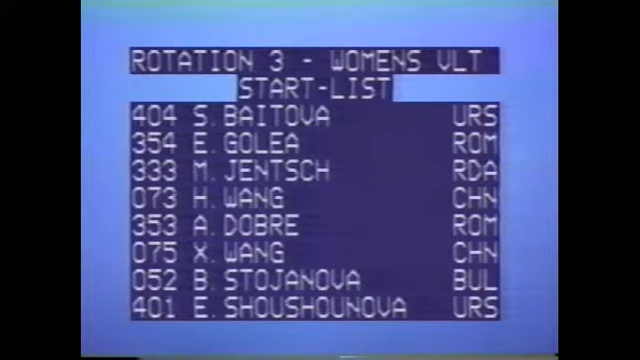 ROTATION 3 - WOMENS VLT
START-LIST
404 S. BAITOVA URS
354 E. GOLEA ROM
333 M. JENTSCH RDA
073 H. WANG CHN
353 A. DOBRE ROM
075 X. WANG CHN
052 B. STOJANOVA BUL
401 E. SHOUSHOUNOVA URS